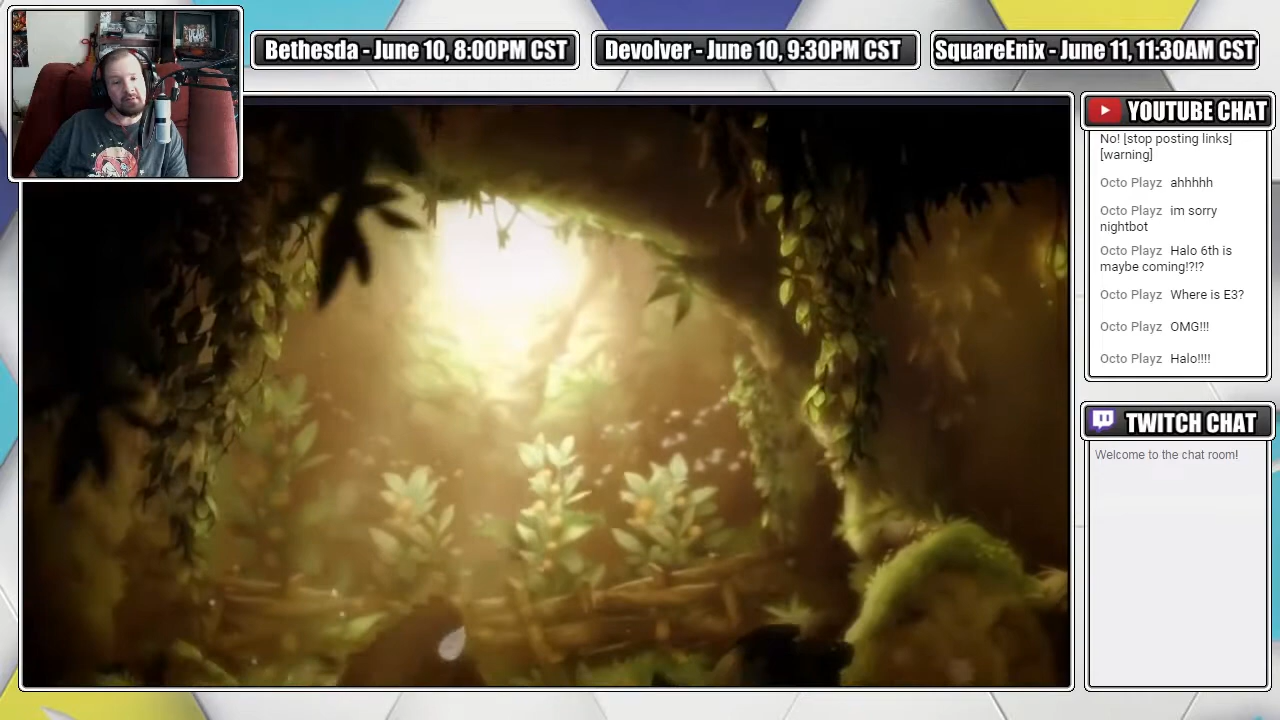 Bethesda - June 10, 8:00PM CST
Devolver - June 10, 9:30PM CST
SquareEnix - June 11, 11:30AM CST
YOUTUBE CHAT
No! [stop posting links]
[warning]
Octo Playz ahhhhh
Octo Playz im sorry
nightbot
Octo Playz Halo 6th is
maybe coming!?!?
Octo Playz Where is E3?
Octo Playz OMG!!!
Octo Playz Halo!!!!
TWITCH CHAT
Welcome to the chat room!